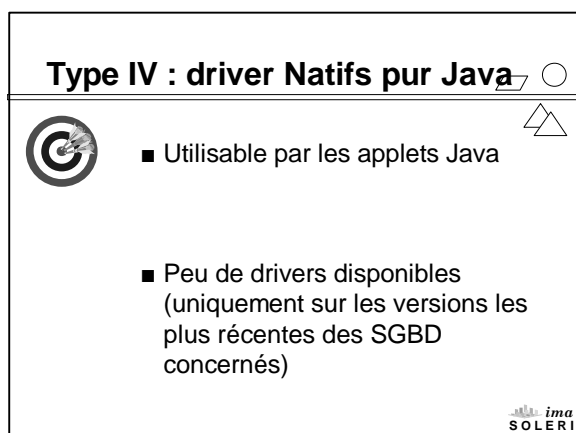 Type IV : driver Natifs pur Java
■ Utilisable par les applets Java
■ Peu de drivers disponibles
(uniquement sur les versions les
plus récentes des SGBD
concernés)
ima
SOLERI